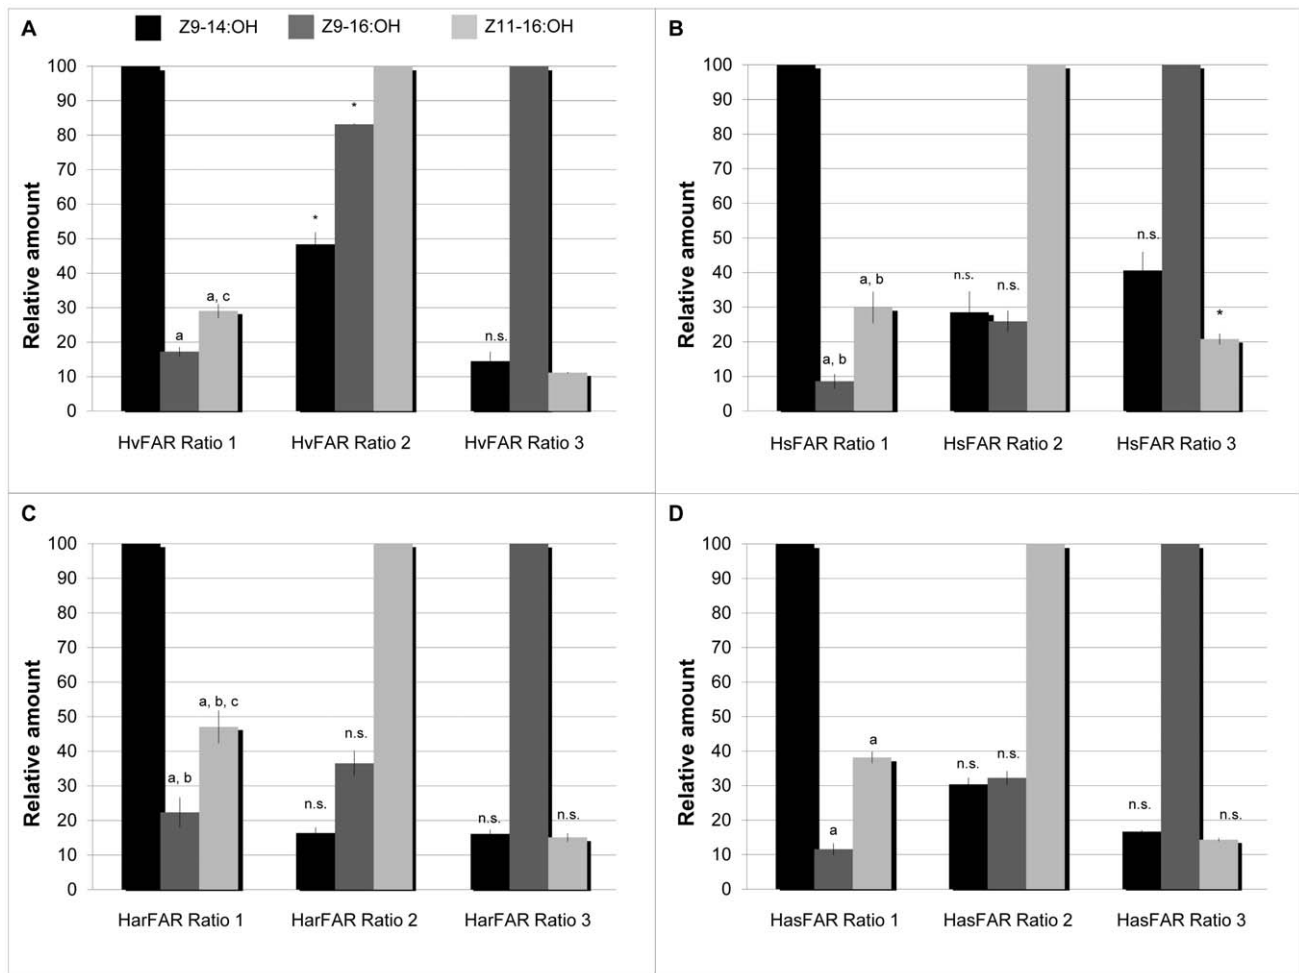 A
Z9-14:OH Z9-16:OH Z11-16:OH
Relative amount
100
90
80
70
60
50
40
30
20
10
0
a
a, c
*
*
n.s.
HvFAR Ratio 1 HvFAR Ratio 2 HvFAR Ratio 3
B
Relative amount
100
90
80
70
60
50
40
30
20
10
0
a, b
a, b
n.s.
n.s.
n.s.
*
HsFAR Ratio 1 HsFAR Ratio 2 HsFAR Ratio 3
C
Relative amount
100
90
80
70
60
50
40
30
20
10
0
a, b
a, b, c
n.s.
n.s.
n.s.
n.s.
HarFAR Ratio 1 HarFAR Ratio 2 HarFAR Ratio 3
D
Relative amount
100
90
80
70
60
50
40
30
20
10
0
a
a
n.s.
n.s.
n.s.
n.s.
HasFAR Ratio 1 HasFAR Ratio 2 HasFAR Ratio 3